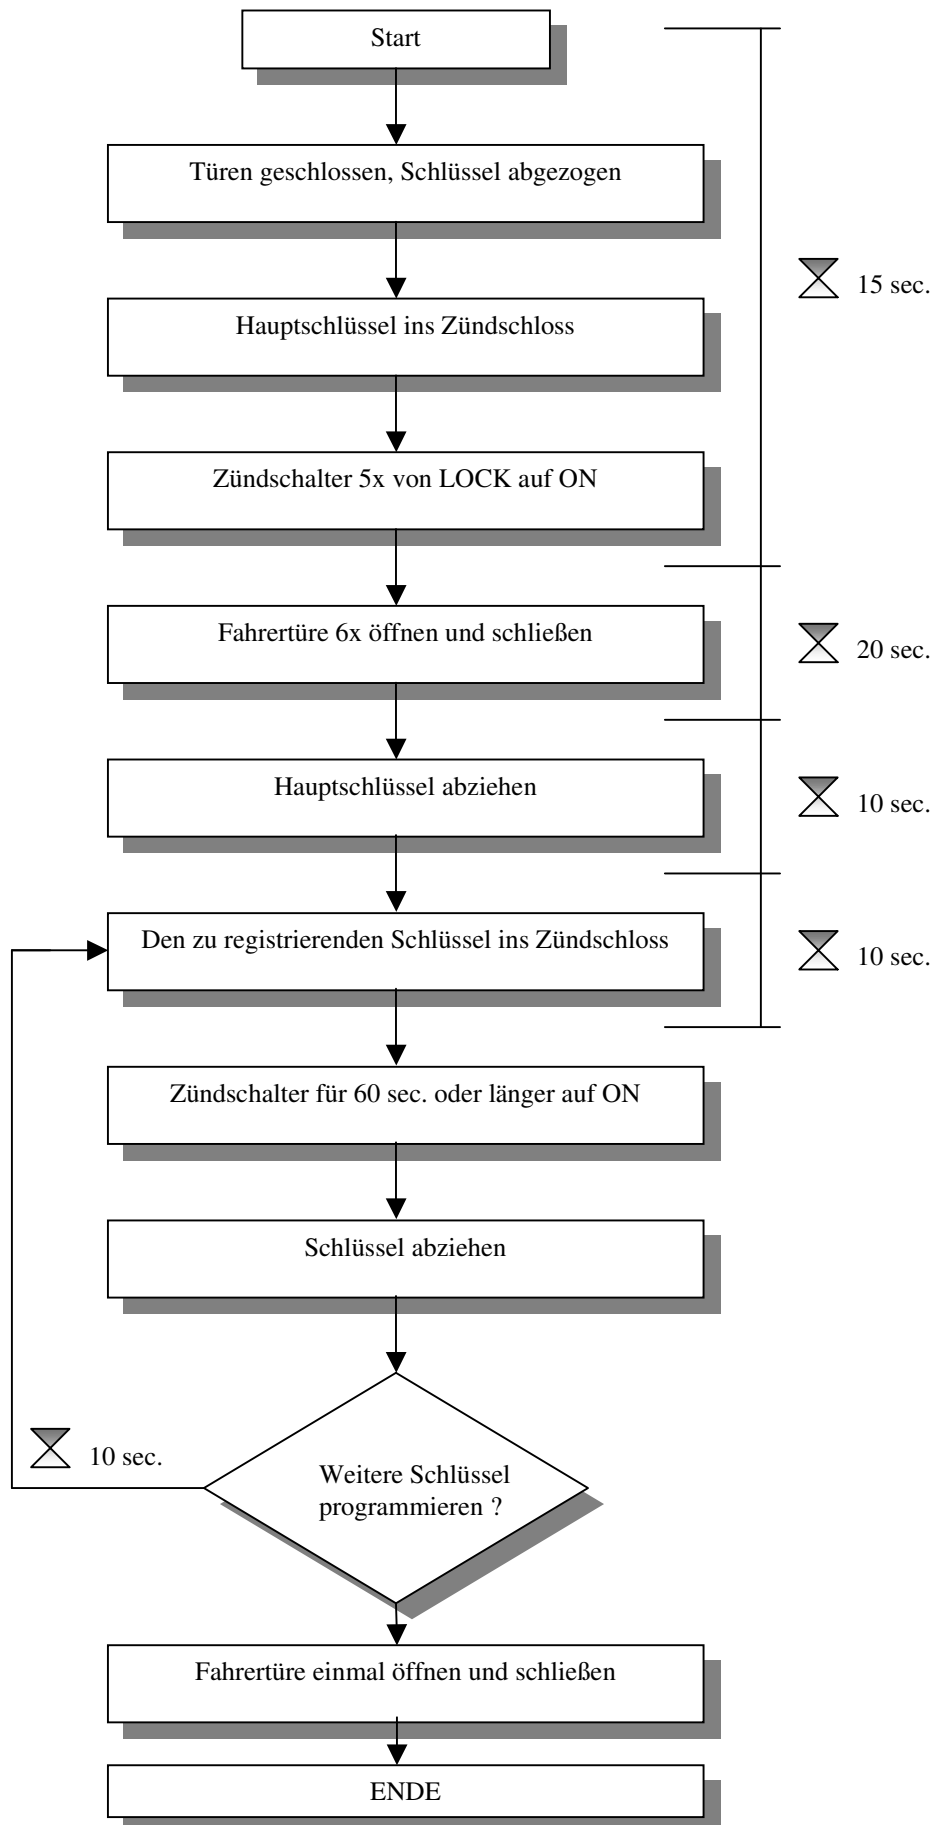 Start
Türen geschlossen, Schlüssel abgezogen
15 sec.
Hauptschlüssel ins Zündschloss
Zündschalter 5x von LOCK auf ON
Fahrertüre 6x öffnen und schließen
20 sec.
Hauptschlüssel abziehen
10 sec.
Den zu registrierenden Schlüssel ins Zündschloss
10 sec.
Zündschalter für 60 sec. oder länger auf ON
Schlüssel abziehen
10 sec.
Weitere Schlüssel
programmieren ?
Fahrertüre einmal öffnen und schließen
ENDE